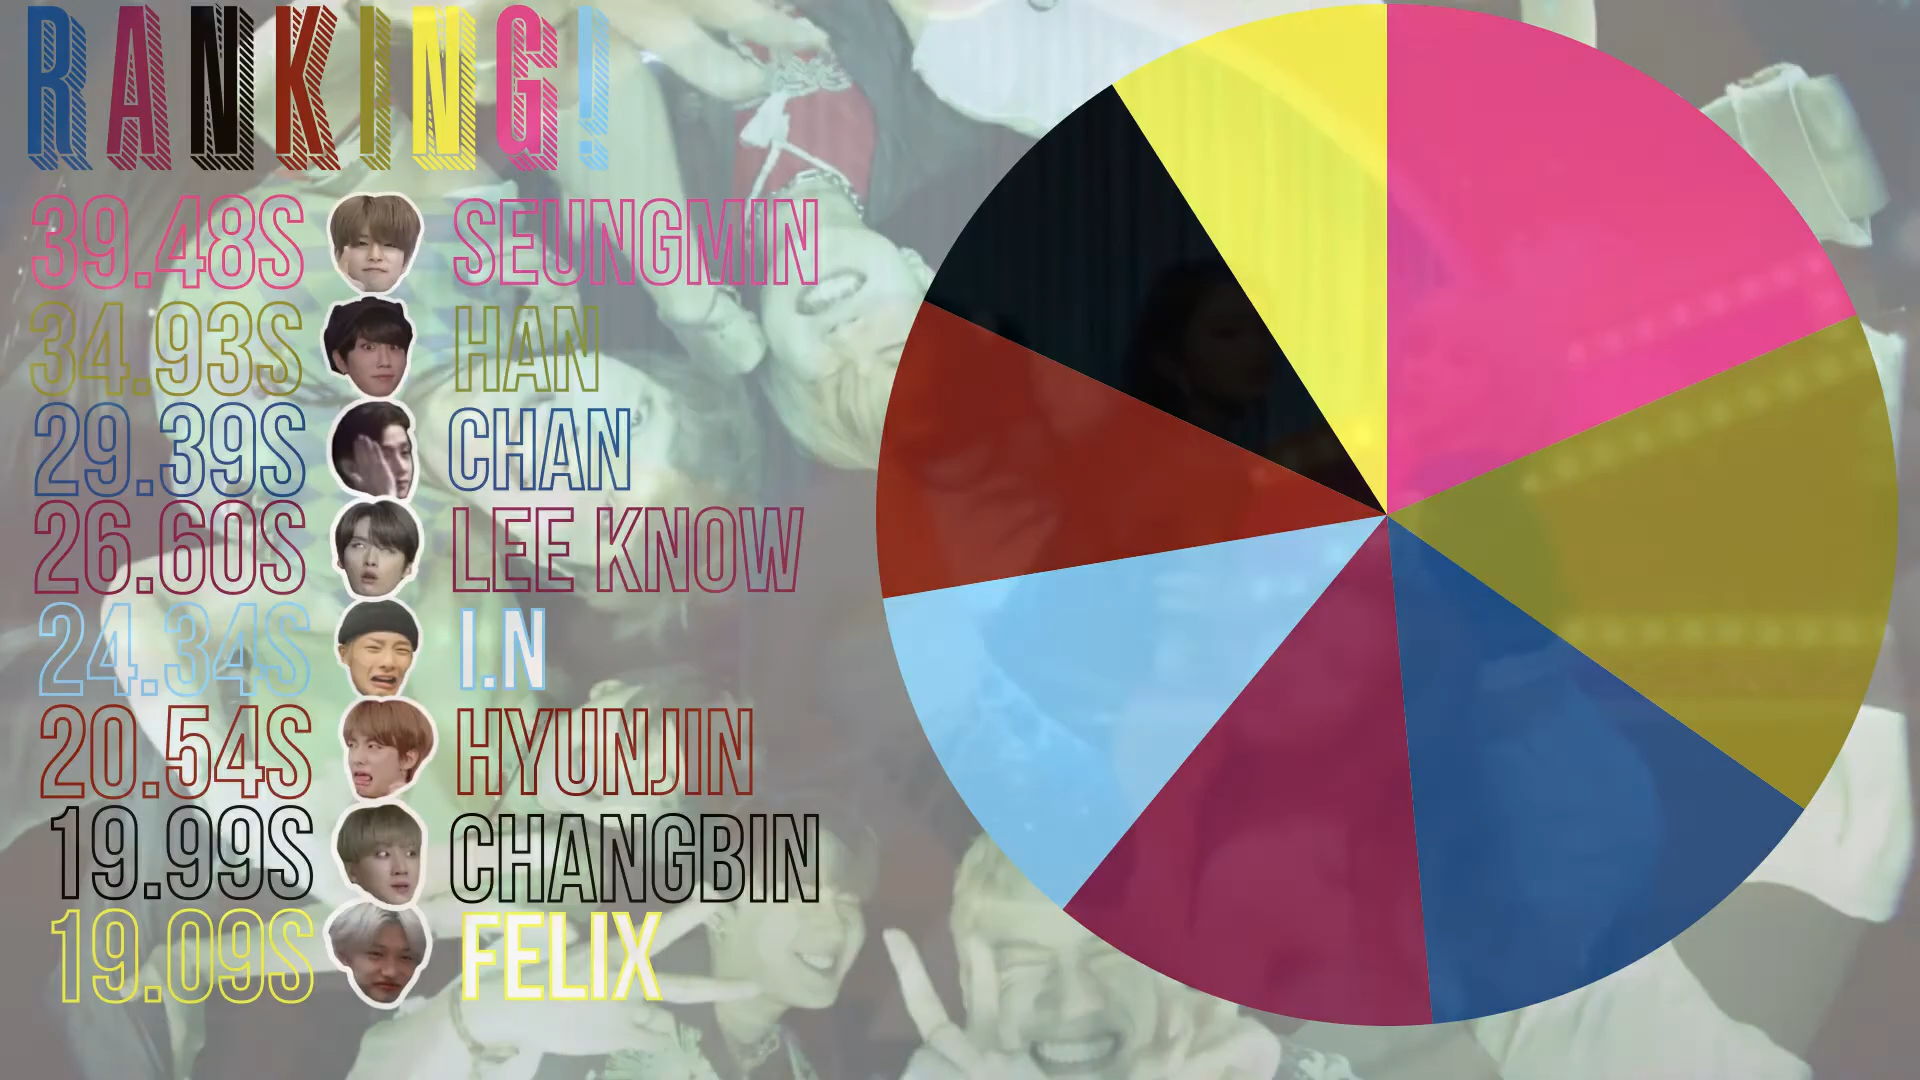 RANKING!
39.48S SEUNGMIN
34.93S HAN
29.39S CHAN
26.60S LEE KNOW
24.34S I.N
20.54S HYUNJIN
19.99S CHANGBIN
19.09S FELIX